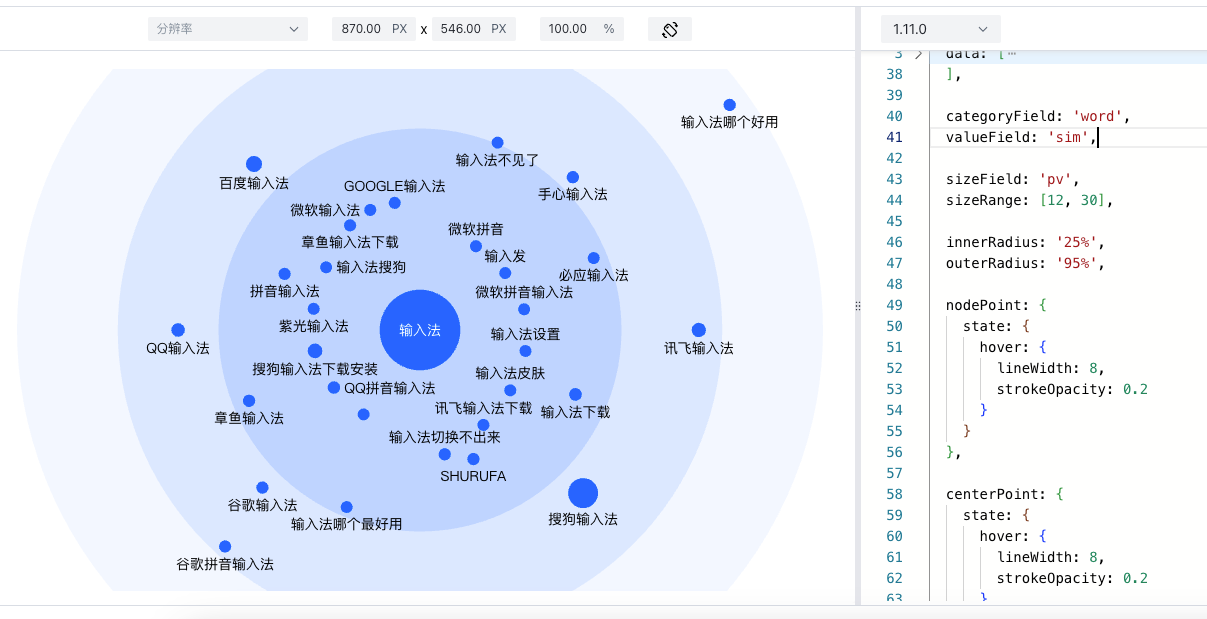 分辨率
870.00 PX x 546.00 PX
100.00 %
1.11.0
输入法哪个好用
输入法不见了
百度输入法
GOOGLE输入法
手心输入法
微软输入法
微软拼音
章鱼输入法下载
输入发
输入法搜狗
必应输入法
拼音输入法
微软拼音输入法
紫光输入法
输入法
输入法设置
QQ输入法
讯飞输入法
搜狗输入法下载安装
输入法皮肤
QQ拼音输入法
讯飞输入法下载
输入法下载
章鱼输入法
输入法切换不出来
SHURUFA
谷歌输入法
输入法哪个最好用
搜狗输入法
谷歌拼音输入法
3 data: [⋯
38 ],
39
40 categoryField: 'word',
41 valueField: 'sim',
42
43 sizeField: 'pv',
44 sizeRange: [12, 30],
45
46 innerRadius: '25%',
47 outerRadius: '95%',
48
49 nodePoint: {
50 state: {
51 hover: {
52 lineWidth: 8,
53 strokeOpacity: 0.2
54 }
55 }
56 },
57
58 centerPoint: {
59 state: {
60 hover: {
61 lineWidth: 8,
62 strokeOpacity: 0.2
63 }